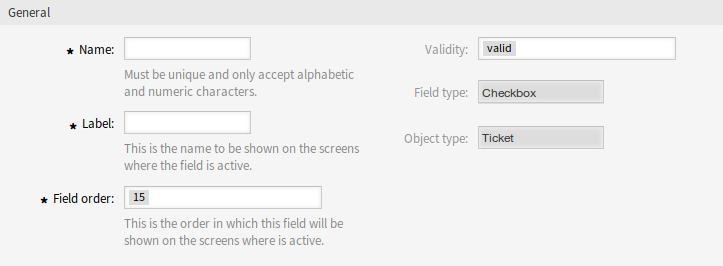 General
* Name:
Must be unique and only accept alphabetic
and numeric characters.
* Label:
This is the name to be shown on the screens
where the field is active.
* Field order: 15
This is the order in which this field will be
shown on the screens where is active.
Validity: valid
Field type: Checkbox
Object type: Ticket